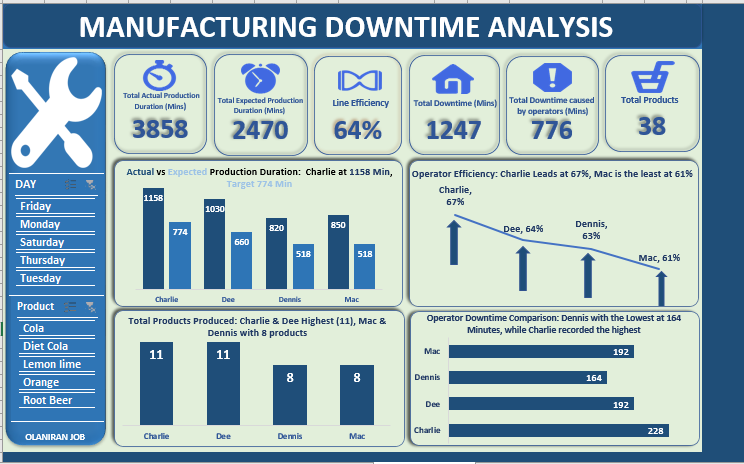 MANUFACTURING DOWNTIME ANALYSIS
Total Actual Production
Duration (Mins)
3858
Total Expected Production
Duration (Mins)
2470
Line Efficiency
64%
Total Downtime (Mins)
1247
Total Downtime caused
by operators (Mins)
776
Total Products
38
DAY
Friday
Monday
Saturday
Thursday
Tuesday
Product
Cola
Diet Cola
Lemon lime
Orange
Root Beer
OLANIRAN JOB
Actual vs Expected Production Duration: Charlie at 1158 Min,
Target 774 Min
1158
774
1030
660
820
518
850
518
Charlie
Dee
Dennis
Mac
Operator Efficiency: Charlie Leads at 67%, Mac is the least at 61%
Charlie,
67%
Dee, 64%
Dennis,
63%
Mac, 61%
Total Products Produced: Charlie & Dee Highest (11), Mac &
Dennis with 8 products
11
11
8
8
Charlie
Dee
Dennis
Mac
Operator Downtime Comparison: Dennis with the Lowest at 164
Minutes, while Charlie recorded the highest
Mac
192
Dennis
164
Dee
192
Charlie
228